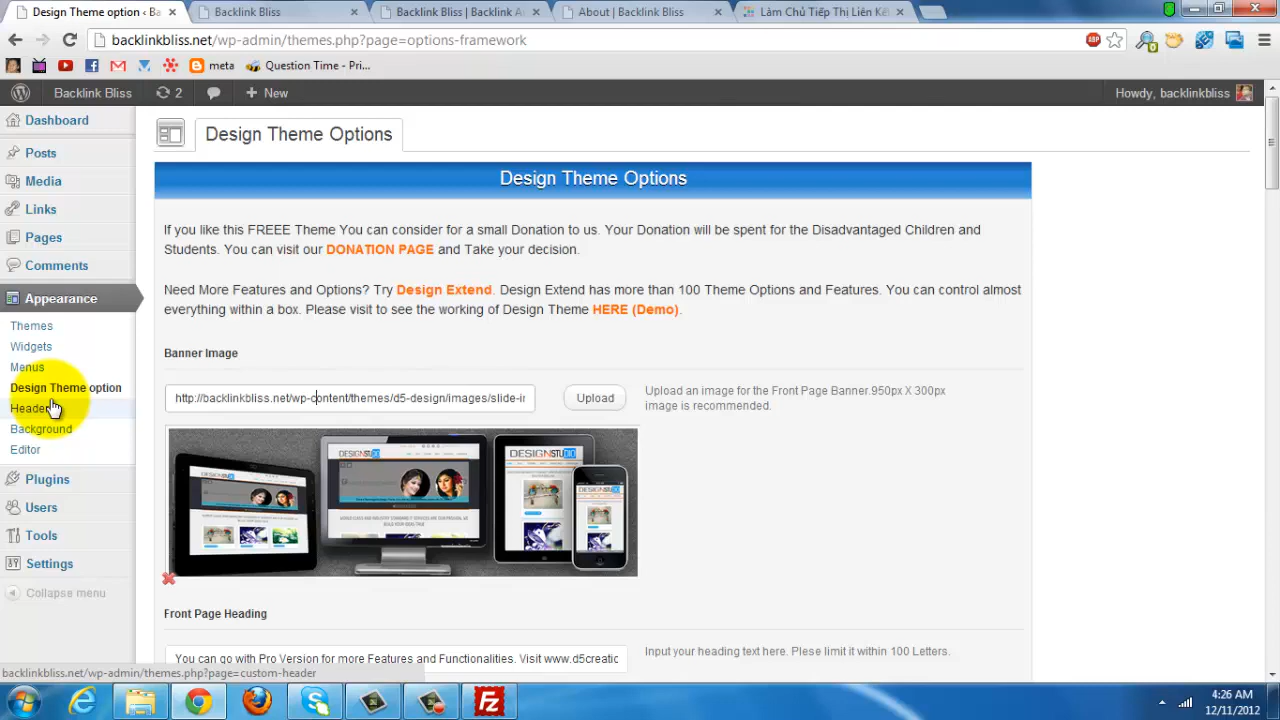 Design Theme option ‹ Ba
Backlink Bliss
Backlink Bliss | Backlink A
About | Backlink Bliss
Làm Chủ Tiếp Thị Liên Kế
backlinkbliss.net/wp-admin/themes.php?page=options-framework
ABP
0
meta
Question Time - Pri...
Backlink Bliss
2
New
Howdy, backlinkbliss
Dashboard
Posts
Media
Links
Pages
Comments
Appearance
Themes
Widgets
Menus
Design Theme option
Header
Background
Editor
Plugins
Users
Tools
Settings
Collapse menu
Design Theme Options
Design Theme Options
If you like this FREEE Theme You can consider for a small Donation to us. Your Donation will be spent for the Disadvantaged Children and
Students. You can visit our DONATION PAGE and Take your decision.
Need More Features and Options? Try Design Extend. Design Extend has more than 100 Theme Options and Features. You can control almost
everything within a box. Please visit to see the working of Design Theme HERE (Demo).
Banner Image
http://backlinkbliss.net/wp-content/themes/d5-design/images/slide-ir
Upload
Upload an image for the Front Page Banner.950px X 300px
image is recommended.
DESIGNSTUDIO
DESIGNSTUDIO
DESIGNSTUDIO
Front Page Heading
You can go with Pro Version for more Features and Functionalities. Visit www.d5creatic
Input your heading text here. Plese limit it within 100 Letters.
backlinkbliss.net/wp-admin/themes.php?page=custom-header
4:26 AM
12/11/2012